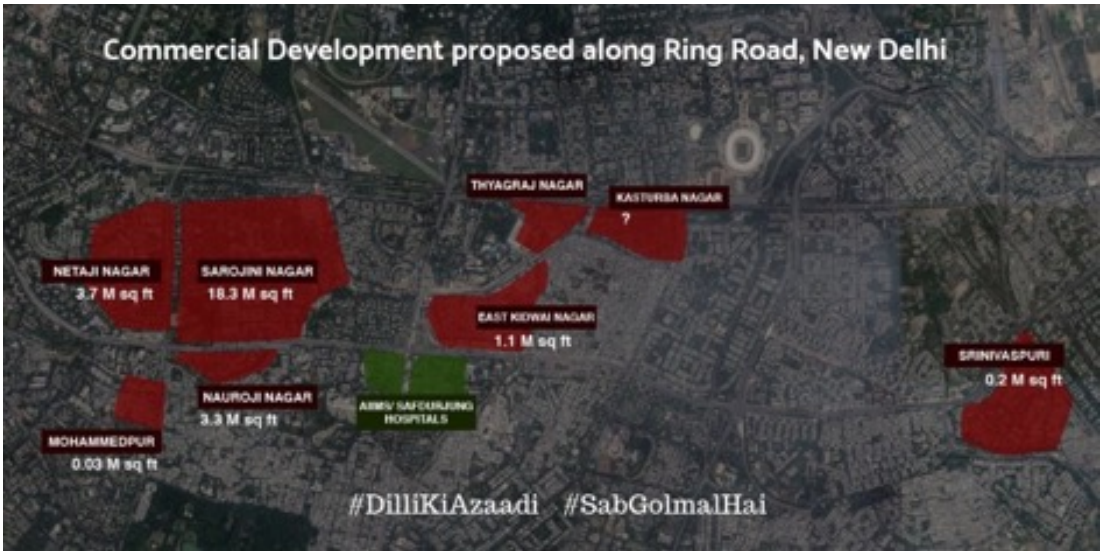 Commercial Development proposed along Ring Road, New Delhi
THYAGRAJ NAGAR
KASTURBA NAGAR
?
NETAJI NAGAR
3.7 M sq ft
SAROJINI NAGAR
18.3 M sq ft
EAST KIDWAI NAGAR
1.1 M sq ft
SRINIVASPURI
0.2 M sq ft
NAUROJI NAGAR
3.3 M sq ft
AIIMS/ SAFDURJUNG
HOSPITALS
MOHAMMEDPUR
0.03 M sq ft
#DilliKiAzaadi #SabGolmalHai